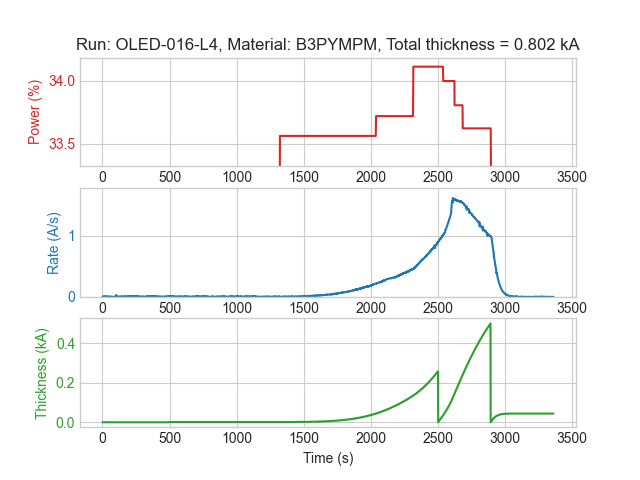 Run: OLED-016-L4, Material: B3PYMPM, Total thickness = 0.802 kA
Power (%)
34.0
33.5
0 500 1000 1500 2000 2500 3000 3500
Rate (A/s)
1
0
0 500 1000 1500 2000 2500 3000 3500
Thickness (kA)
0.4
0.2
0.0
0 500 1000 1500 2000 2500 3000 3500
Time (s)